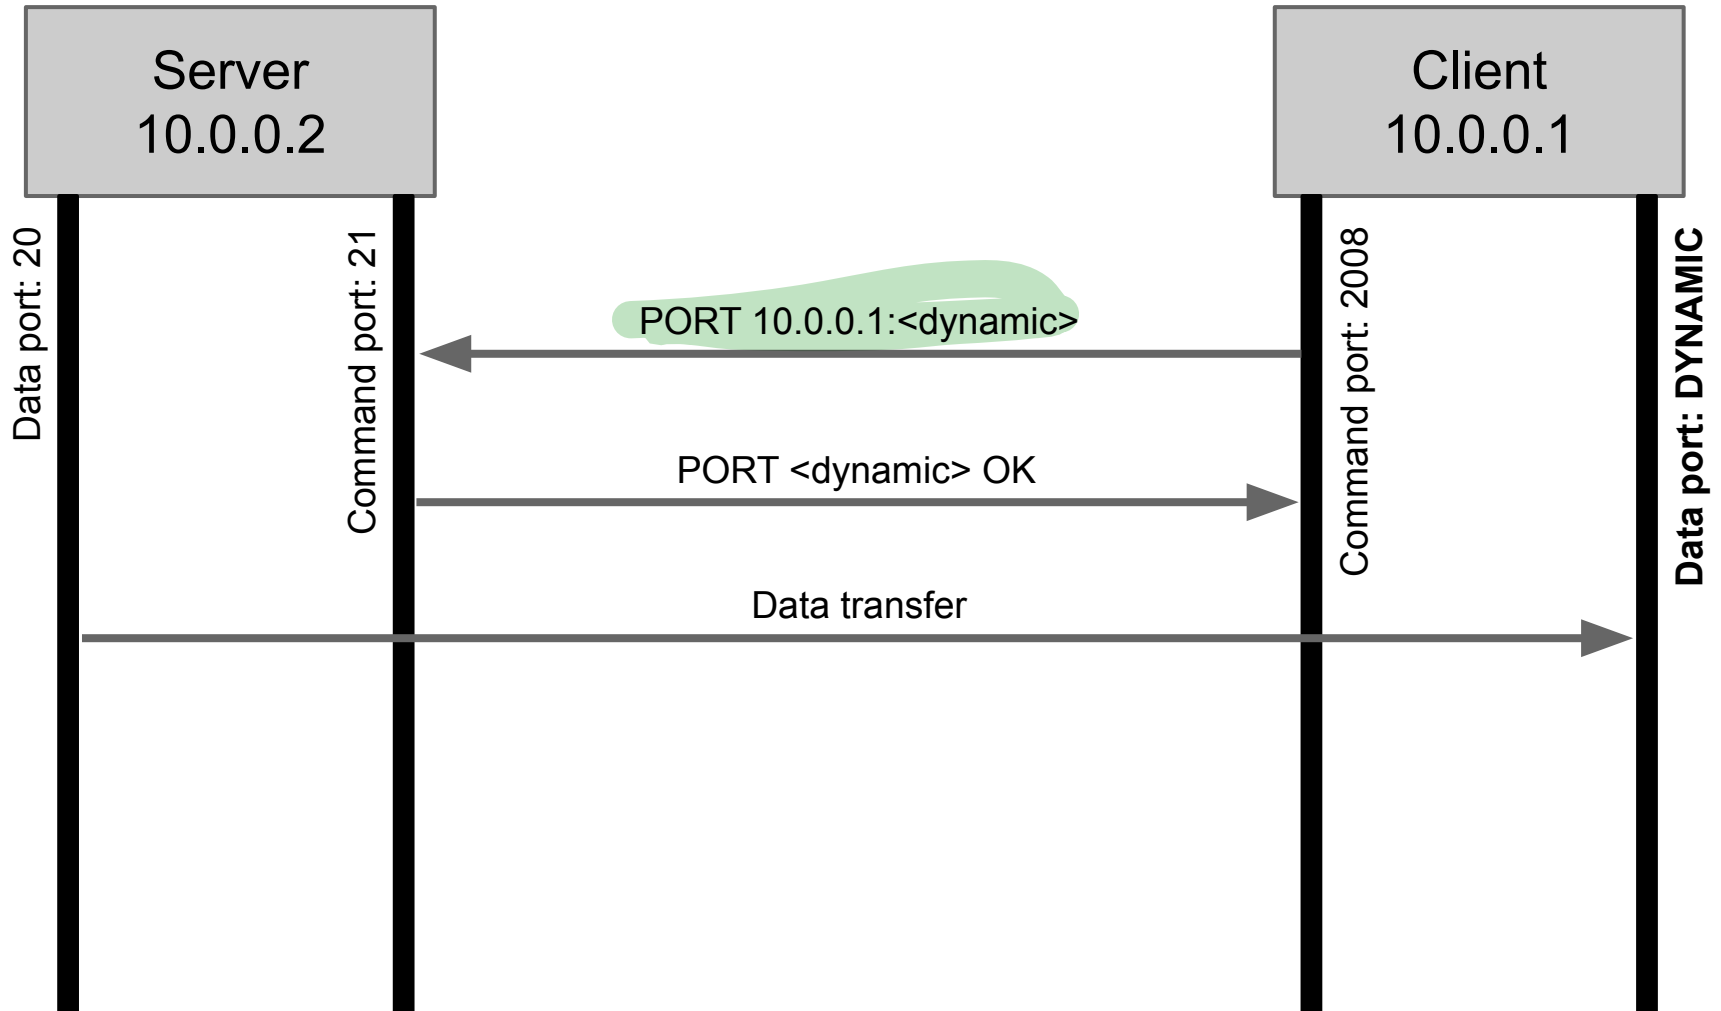 Server
10.0.0.2
Client
10.0.0.1
Data port: 20
Command port: 21
Command port: 2008
Data port: DYNAMIC
PORT 10.0.0.1:<dynamic>
PORT <dynamic> OK
Data transfer